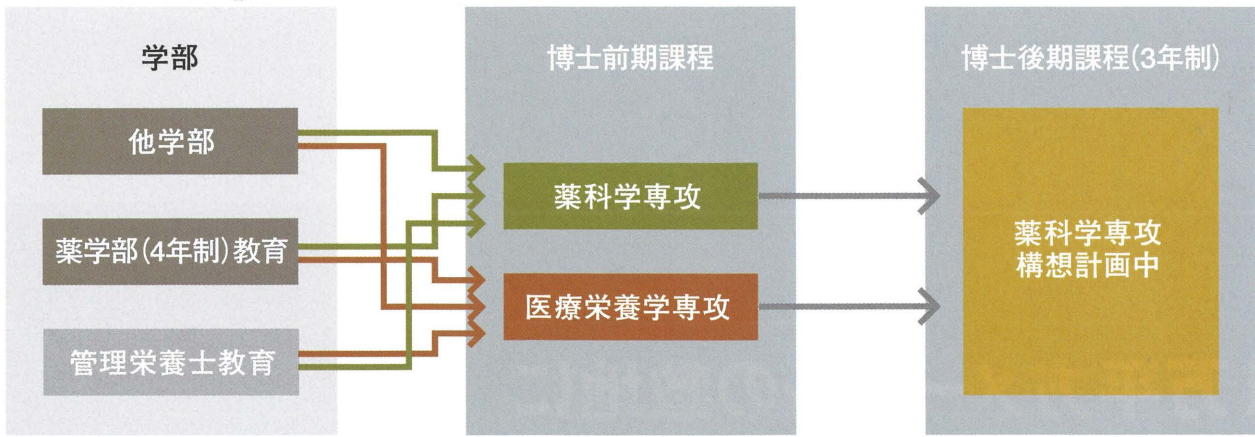 学部
他学部
薬学部(4年制)教育
管理栄養士教育
博士前期課程
薬科学専攻
医療栄養学専攻
博士後期課程(3年制)
薬科学専攻
構想計画中